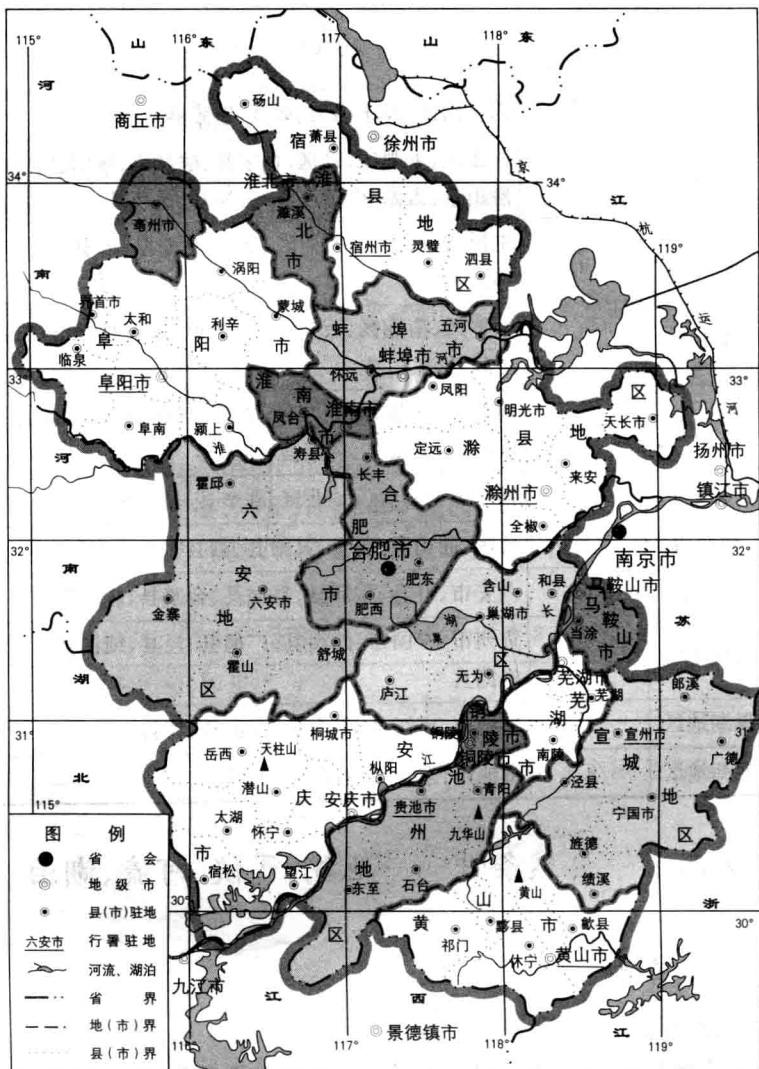 115° 116° 117° 118°
山 东 山 东
河
商丘市
砀山
宿 萧县
徐州市
34° 34°
淮北市 淮
濉溪
北
市
县
地
区
江
京
杭
运
河
119°
亳州市
宿州市
灵璧
泗县
南
涡阳
界首市
太和
利辛
蒙城
阜
阳
市
临泉
蚌 埠
市
五河
蚌埠市
河
怀远
33° 33°
阜阳市
淮
南
市
淮南市
凤台
凤阳
明光市
区
天长市
阜南
颍上
淮
寿县
定远
滁
县
地
扬州市
河
长丰
来安
滁州市
镇江市
霍邱
六
合
肥
市
全椒
32° 32°
合肥市
南京市
南
安
地
区
肥东
含山
和县
马鞍山市
马
鞍
山
市
金寨
六安市
肥西
巢湖市
长
当涂
苏
巢
湖
霍山
舒城
区
芜湖市
无为
芜湖
郎溪
湖
庐江
铜
陵
市
芜
湖
市
31° 31°
桐城市
铜陵
宣
城
地
区
宣州市
岳西
天柱山
安
庆
市
江
铜陵市
南陵
广德
北
枞阳
池
州
地
区
泾县
潜山
安庆市
贵池市
青阳
宁国市
115°
太湖
怀宁
九华山
旌德
宿松
望江
东至
石台
黄山
绩溪
30° 30°
浙
黄
山
市
黟县
歙县
祁门
休宁
黄山市
九江市
江
西
江
景德镇市
116° 117° 118° 119°
图 例
省 会
地 级 市
县(市)驻地
六安市 行署驻地
河流、湖泊
省 界
地(市)界
县(市)界